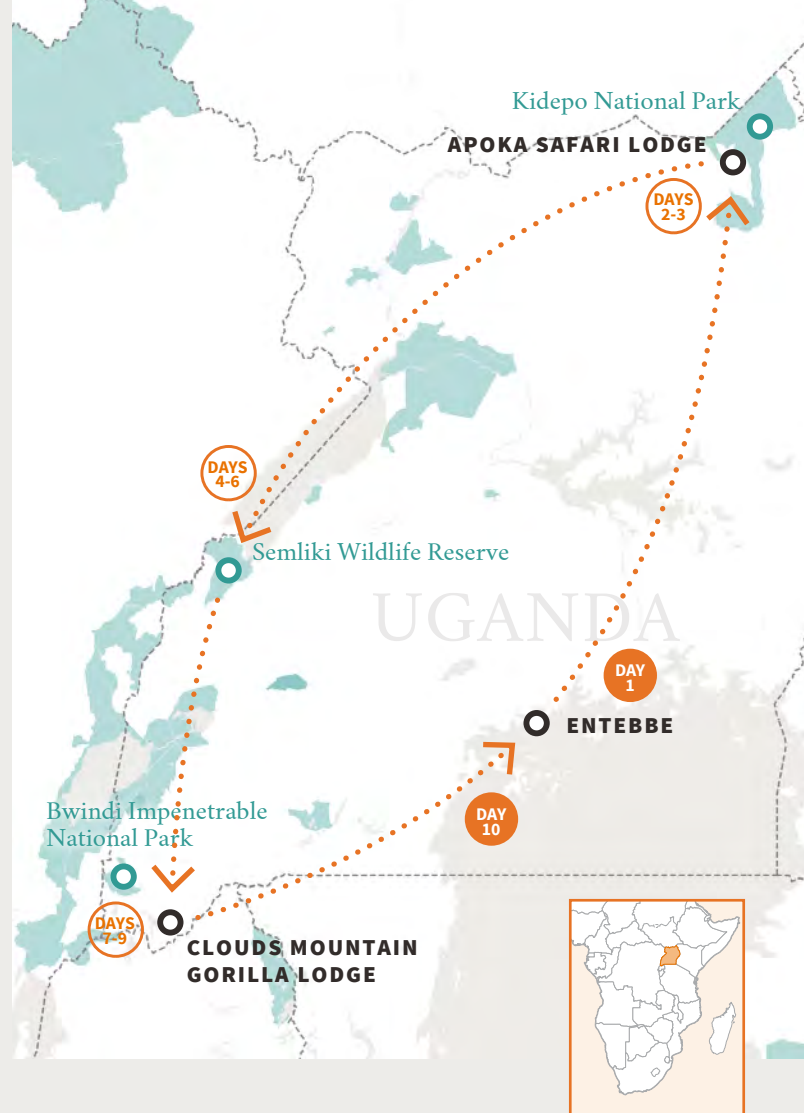 Kidepo National Park
APOKA SAFARI LODGE
DAYS
2-3
DAYS
4-6
Semliki Wildlife Reserve
UGANDA
DAY
1
ENTEBBE
Bwindi Impenetrable
National Park
DAY
10
DAYS
7-9
CLOUDS MOUNTAIN
GORILLA LODGE